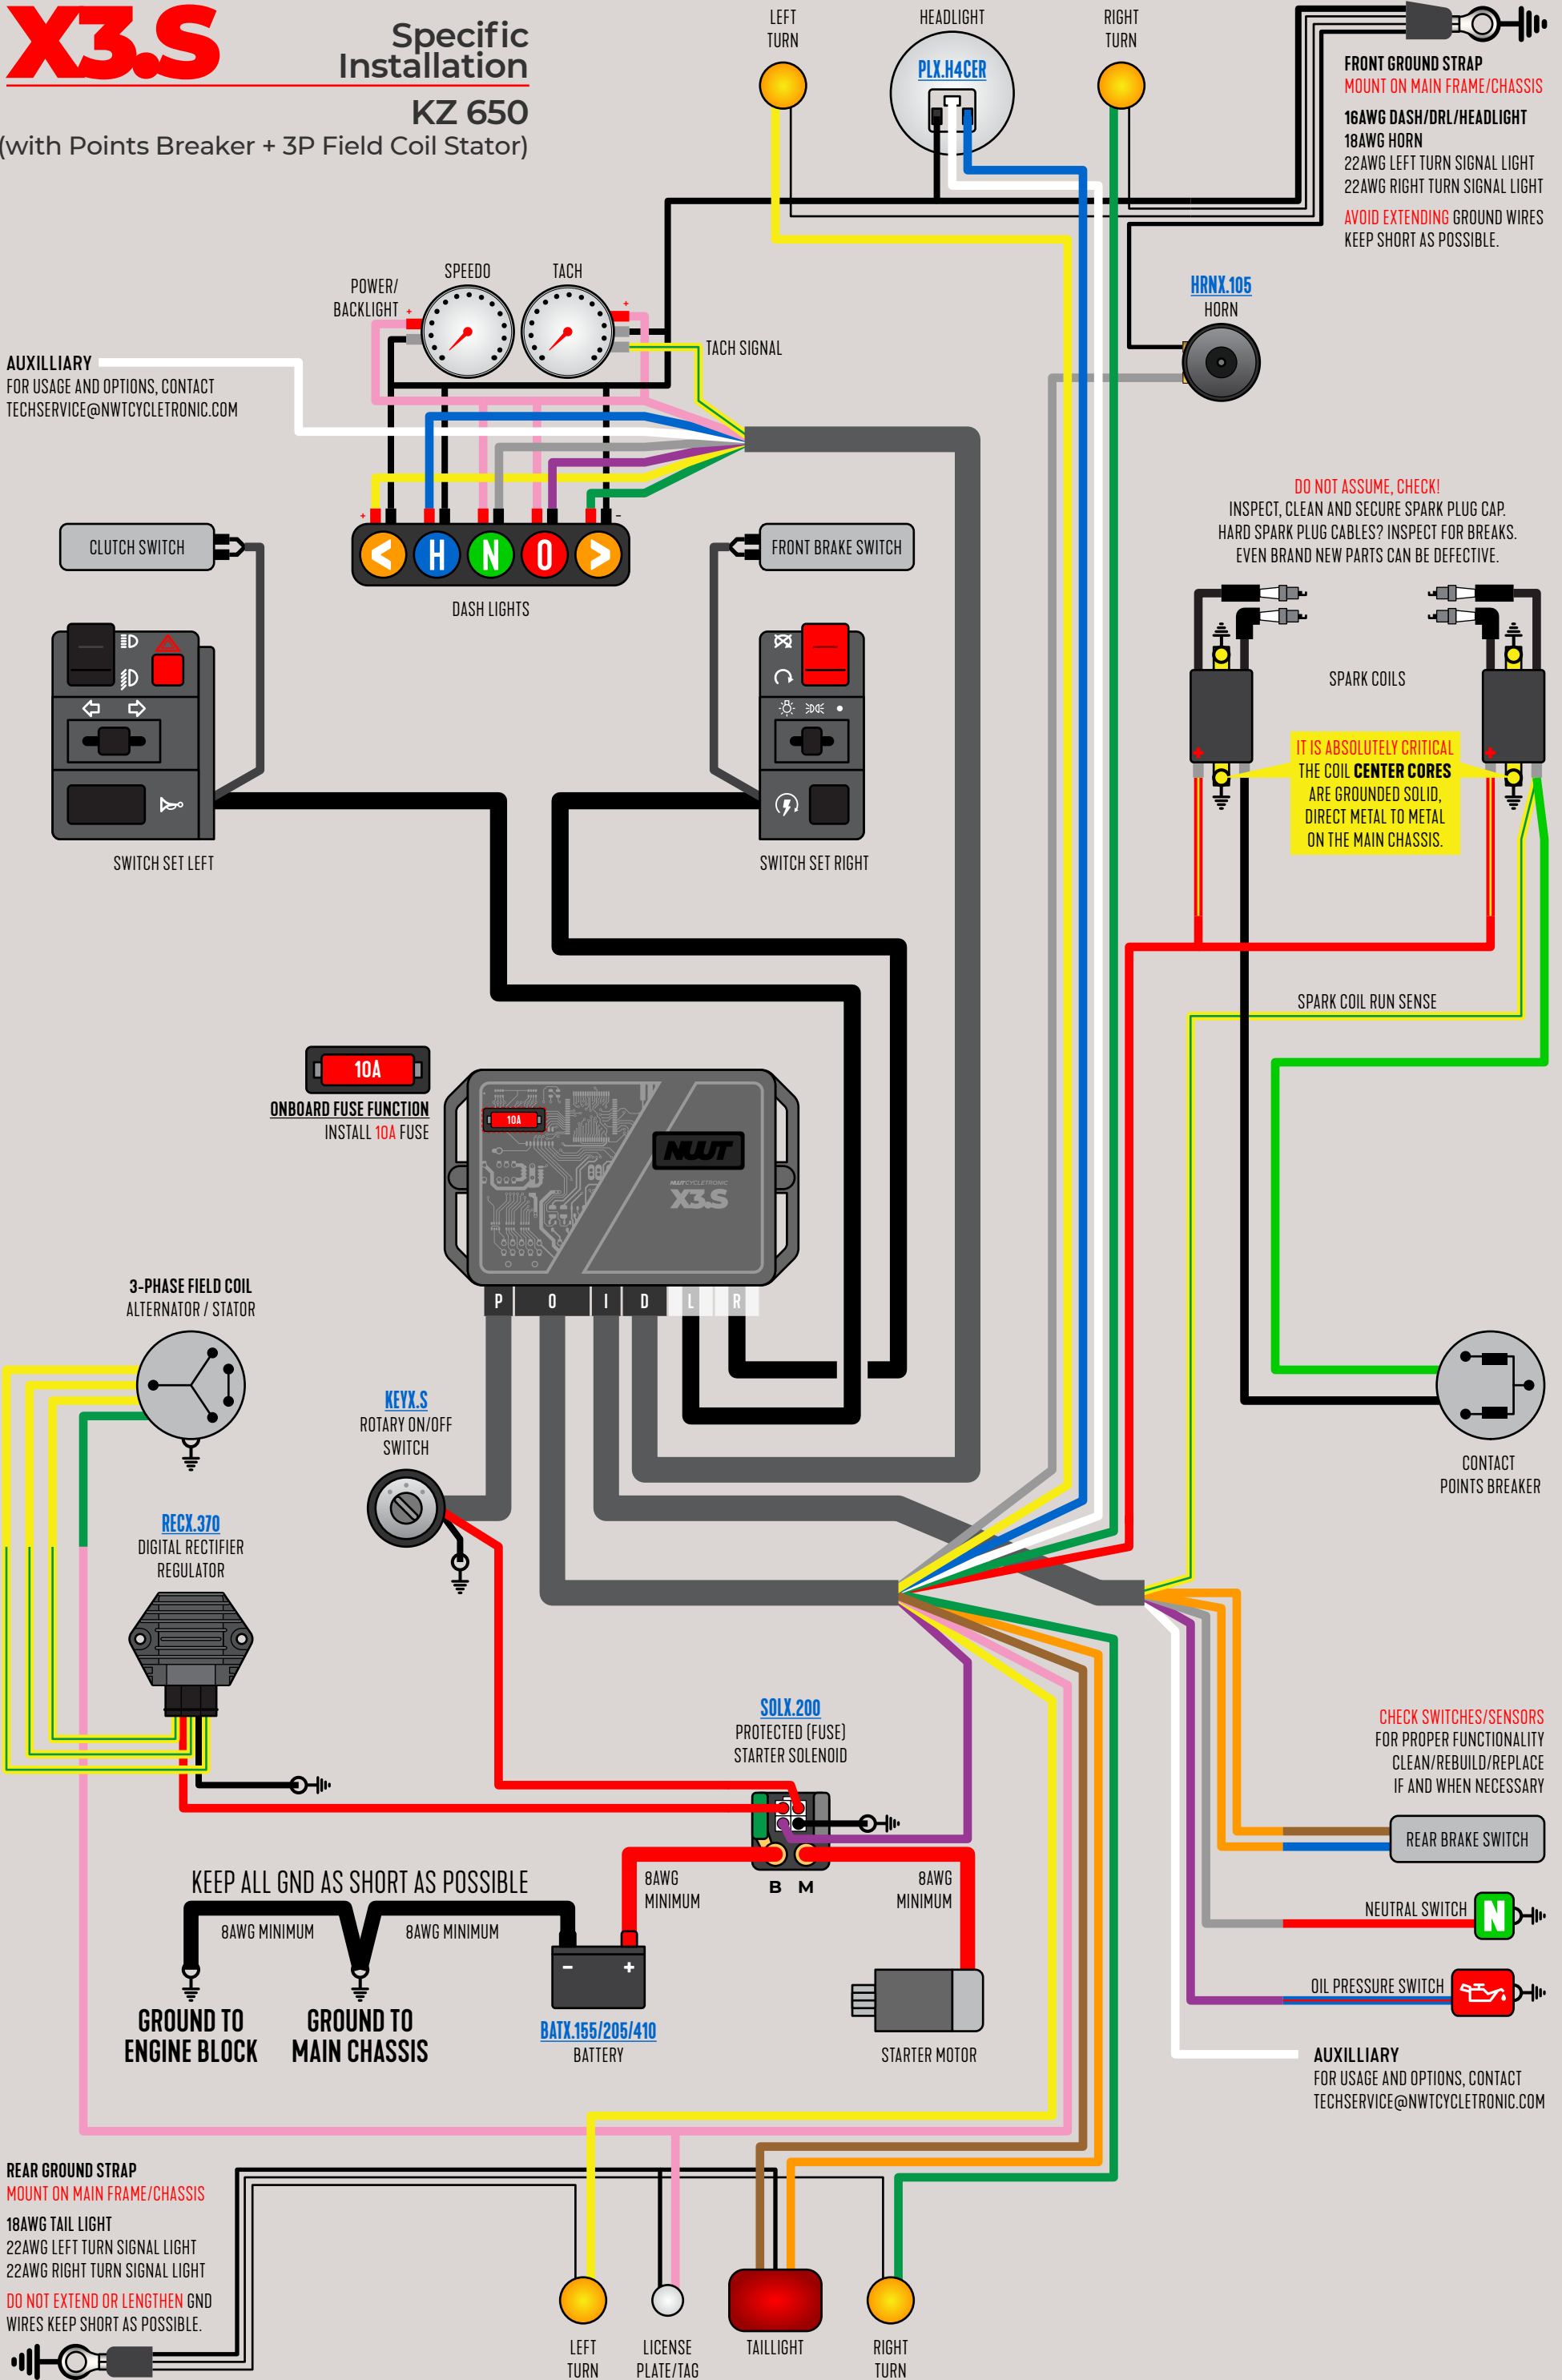 X3.S
Specific
Installation
KZ 650
(with Points Breaker + 3P Field Coil Stator)
LEFT
TURN
HEADLIGHT
PLX.H4CER
RIGHT
TURN
FRONT GROUND STRAP
MOUNT ON MAIN FRAME/CHASSIS
16AWG DASH/DRL/HEADLIGHT
18AWG HORN
22AWG LEFT TURN SIGNAL LIGHT
22AWG RIGHT TURN SIGNAL LIGHT
AVOID EXTENDING GROUND WIRES
KEEP SHORT AS POSSIBLE.
POWER/
BACKLIGHT
SPEEDO
TACH
+
+
TACH SIGNAL
HRNX.105
HORN
AUXILLIARY
FOR USAGE AND OPTIONS, CONTACT
TECHSERVICE@NWTCYCLETRONIC.COM
+
-
< H N O >
DASH LIGHTS
CLUTCH SWITCH
FRONT BRAKE SWITCH
DO NOT ASSUME, CHECK!
INSPECT, CLEAN AND SECURE SPARK PLUG CAP.
HARD SPARK PLUG CABLES? INSPECT FOR BREAKS.
EVEN BRAND NEW PARTS CAN BE DEFECTIVE.
SPARK COILS
+
+
IT IS ABSOLUTELY CRITICAL
THE COIL CENTER CORES
ARE GROUNDED SOLID,
DIRECT METAL TO METAL
ON THE MAIN CHASSIS.
SWITCH SET LEFT
SWITCH SET RIGHT
SPARK COIL RUN SENSE
10A
ONBOARD FUSE FUNCTION
INSTALL 10A FUSE
10A
NWT
NWTCYCLETRONIC
X3.S
P O I D L R
3-PHASE FIELD COIL
ALTERNATOR / STATOR
KEYX.S
ROTARY ON/OFF
SWITCH
CONTACT
POINTS BREAKER
RECX.370
DIGITAL RECTIFIER
REGULATOR
SOLX.200
PROTECTED (FUSE)
STARTER SOLENOID
B M
CHECK SWITCHES/SENSORS
FOR PROPER FUNCTIONALITY
CLEAN/REBUILD/REPLACE
IF AND WHEN NECESSARY
REAR BRAKE SWITCH
NEUTRAL SWITCH
N
OIL PRESSURE SWITCH
KEEP ALL GND AS SHORT AS POSSIBLE
8AWG MINIMUM
8AWG MINIMUM
8AWG
MINIMUM
8AWG
MINIMUM
- +
GROUND TO
ENGINE BLOCK
GROUND TO
MAIN CHASSIS
BATX.155/205/410
BATTERY
STARTER MOTOR
AUXILLIARY
FOR USAGE AND OPTIONS, CONTACT
TECHSERVICE@NWTCYCLETRONIC.COM
REAR GROUND STRAP
MOUNT ON MAIN FRAME/CHASSIS
18AWG TAIL LIGHT
22AWG LEFT TURN SIGNAL LIGHT
22AWG RIGHT TURN SIGNAL LIGHT
DO NOT EXTEND OR LENGTHEN GND
WIRES KEEP SHORT AS POSSIBLE.
LEFT
TURN
LICENSE
PLATE/TAG
TAILLIGHT
RIGHT
TURN